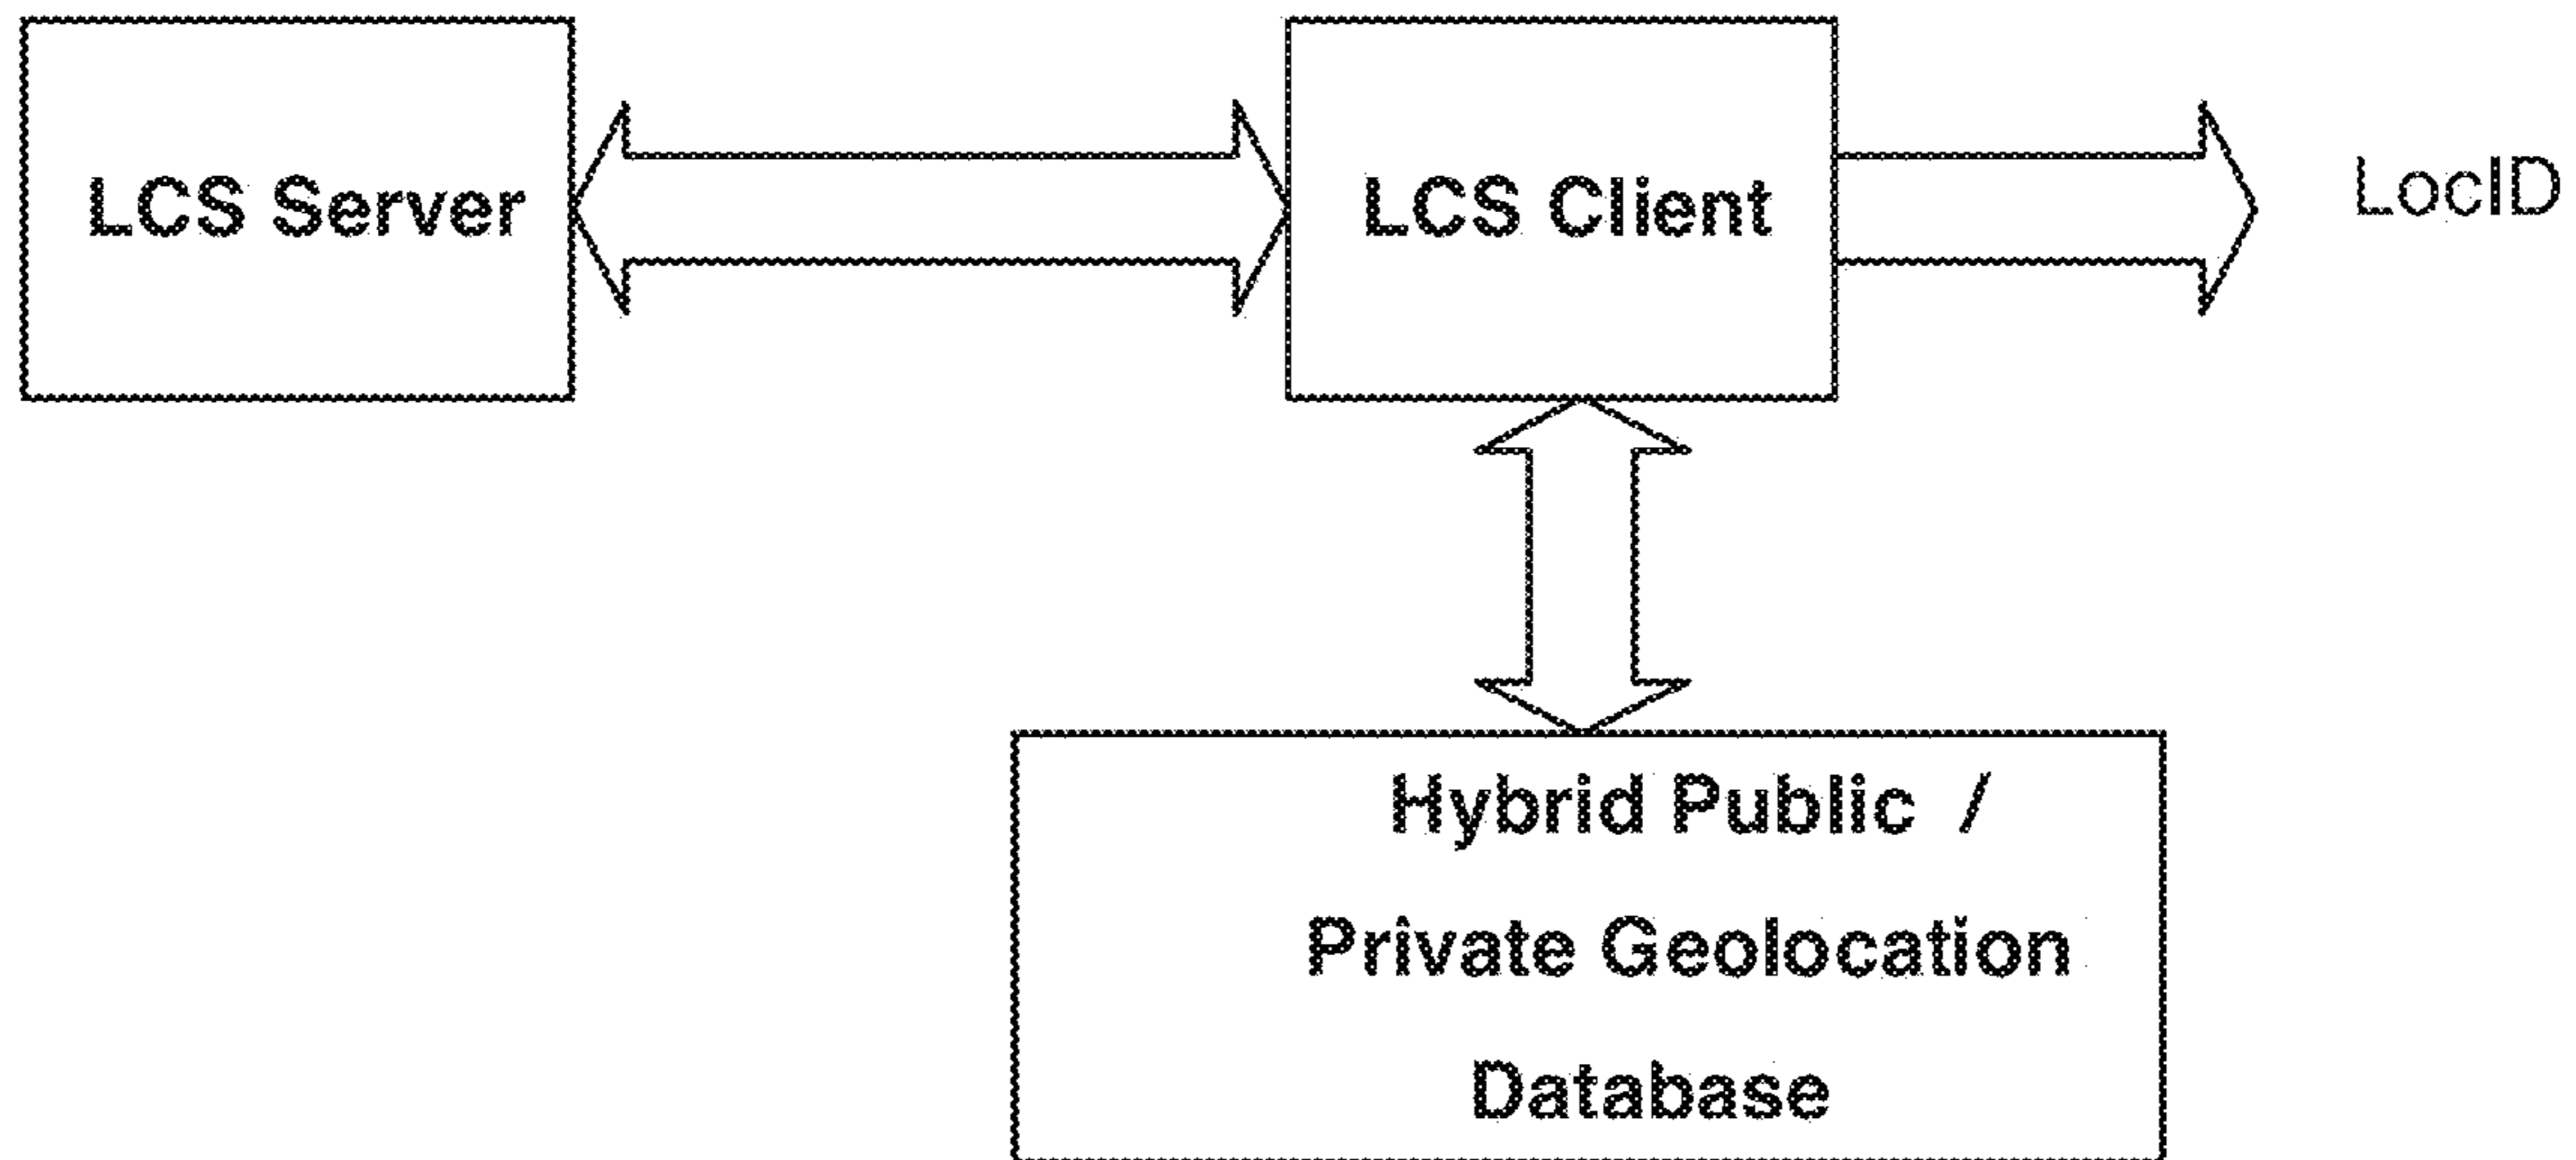 LCS Server
LCS Client
LocID
Hybrid Public /
Private Geolocation
Database